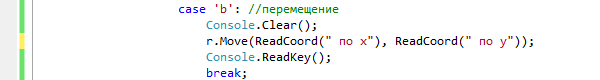 case 'b': //перемещение
Console.Clear();
r.Move(ReadCoord(" по x"), ReadCoord(" по y"));
Console.ReadKey();
break;